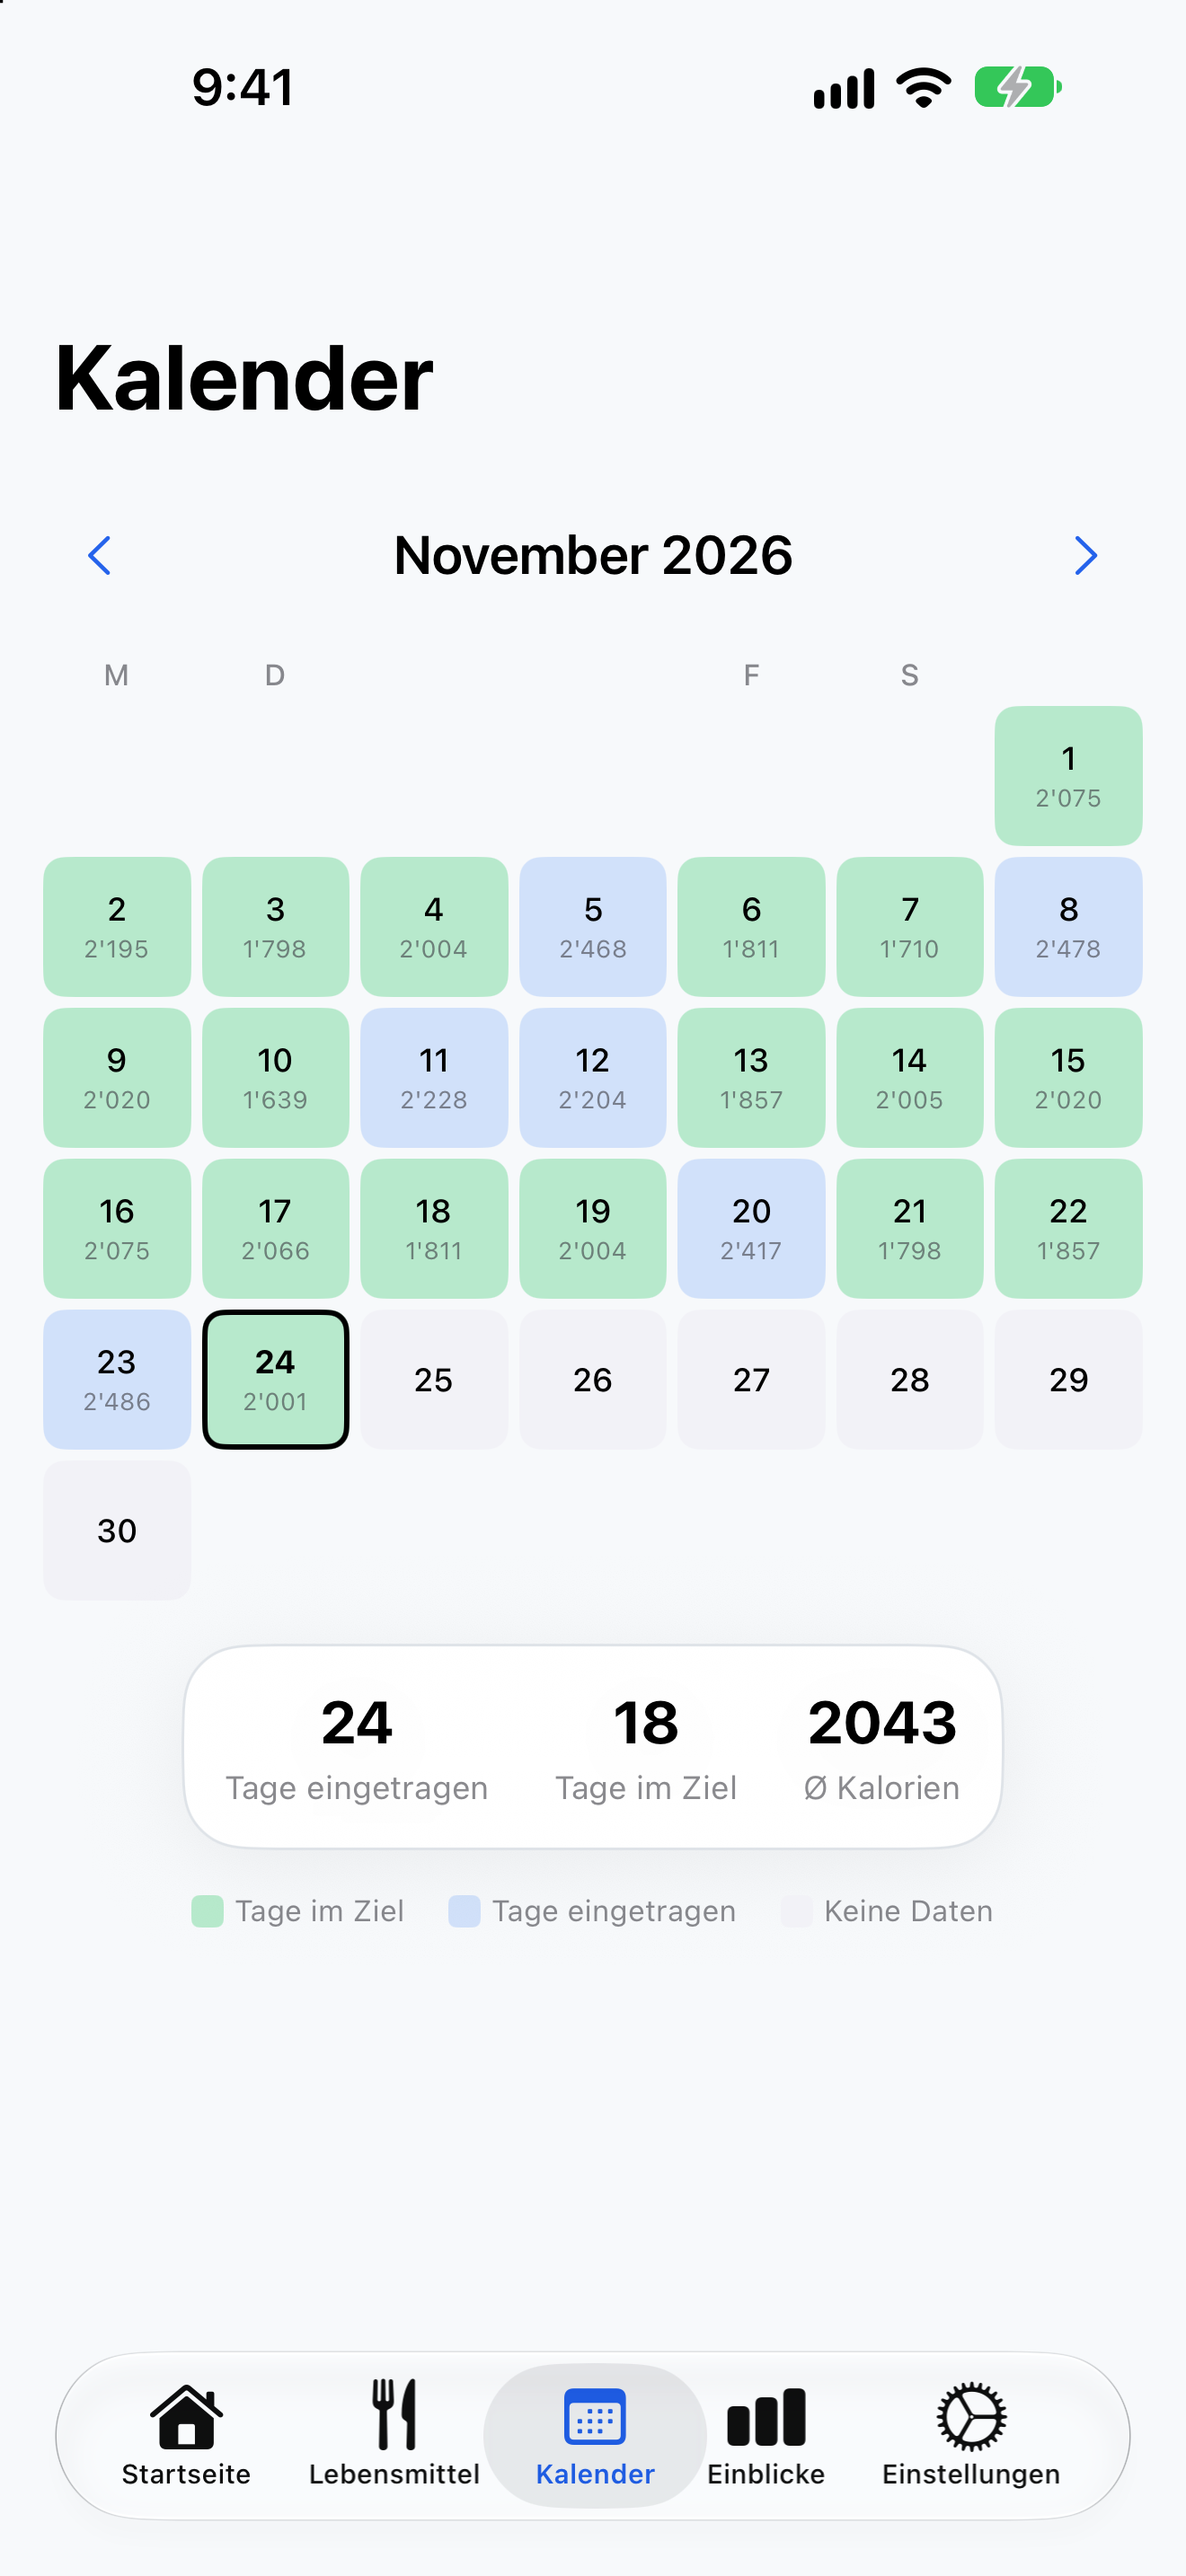 9:41
Kalender
November 2026
M D F S
1
2'075
2 3 4 5 6 7 8
2'195 1'798 2'004 2'468 1'811 1'710 2'478
9 10 11 12 13 14 15
2'020 1'639 2'228 2'204 1'857 2'005 2'020
16 17 18 19 20 21 22
2'075 2'066 1'811 2'004 2'417 1'798 1'857
23 24 25 26 27 28 29
2'486 2'001
30
24 18 2043
Tage eingetragen Tage im Ziel Ø Kalorien
Tage im Ziel Tage eingetragen Keine Daten
Startseite Lebensmittel Kalender Einblicke Einstellungen